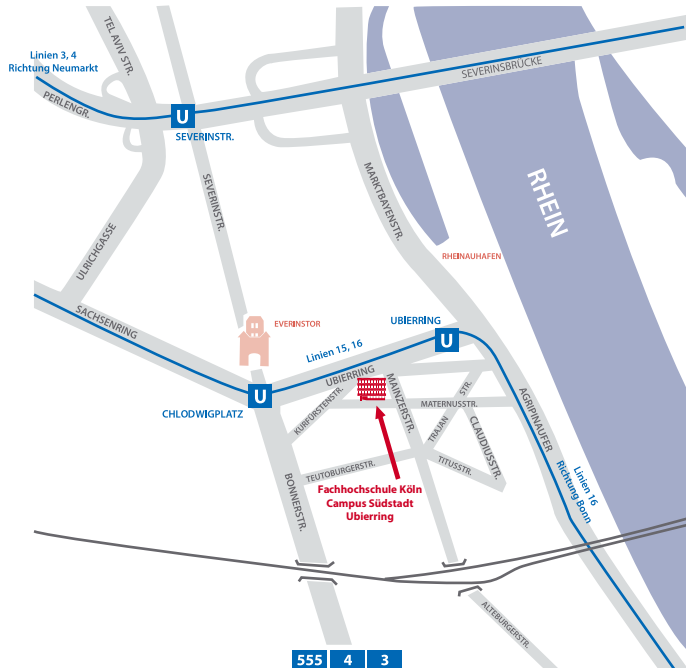 TEL AVIV STR.
Linien 3, 4
Richtung Neumarkt
PERLENGR.
U
SEVERINSTR.
SEVERINSBRÜCKE
SEVERINSTR.
MARKTBAYENSTR.
RHEIN
ULRICHGASSE
RHEINAUHAFEN
SACHSENRING
EVERINSTOR
UBIERRING
U
Linien 15, 16
UBIERRING
U
CHLODWIGPLATZ
KURFÜRSTENSTR.
MAINZERSTR.
MATERNUSSTR.
TRAJAN
STR.
CLAUDIUSSTR.
AGRIPINAUFER
TEUTOBURGERSTR.
TITUSSTR.
BONNERSTR.
Fachhochschule Köln
Campus Südstadt
Ubierring
Linien 16
Richtung Bonn
ALTEBURGERSTR.
555 4 3